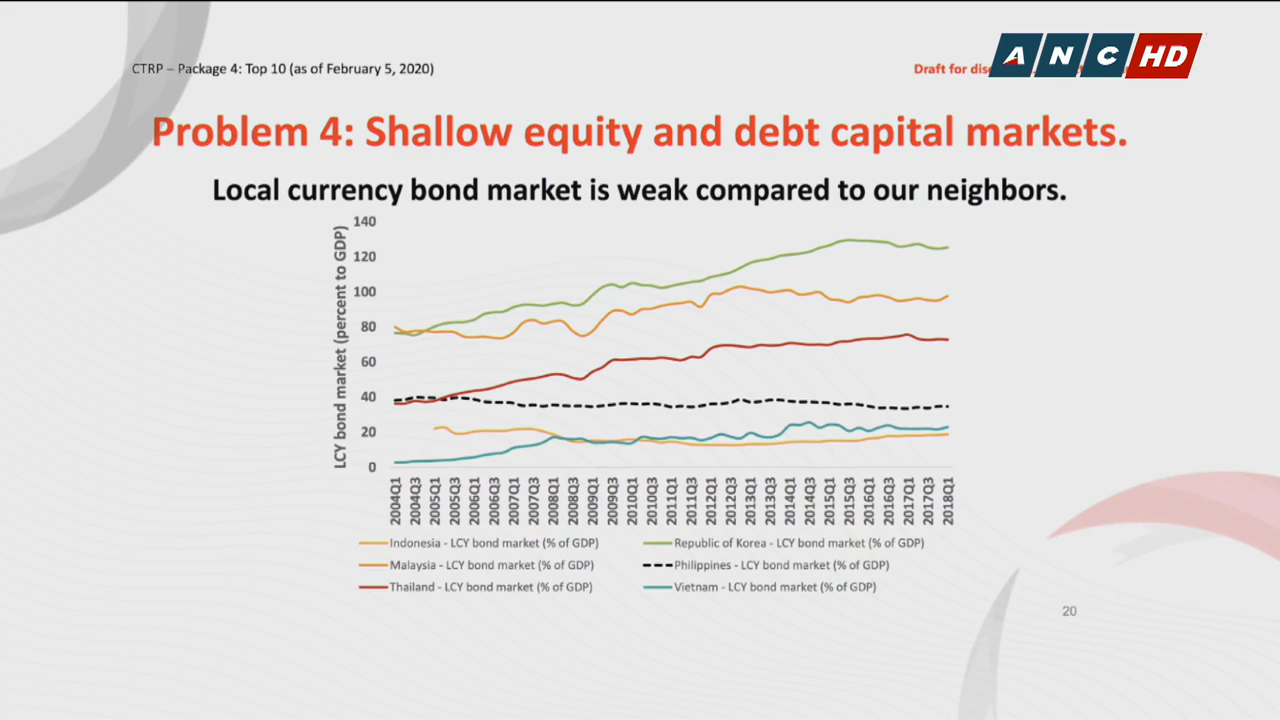 ANC HD
CTRP – Package 4: Top 10 (as of February 5, 2020)
Draft for
Problem 4: Shallow equity and debt capital markets.
Local currency bond market is weak compared to our neighbors.
LCY bond market (percent to GDP)
140
120
100
80
60
40
20
0
2004Q1
2004Q3
2005Q1
2005Q3
2006Q1
2006Q3
2007Q1
2007Q3
2008Q1
2008Q3
2009Q1
2009Q3
2010Q1
2010Q3
2011Q1
2011Q3
2012Q1
2012Q3
2013Q1
2013Q3
2014Q1
2014Q3
2015Q1
2015Q3
2016Q1
2016Q3
2017Q1
2017Q3
2018Q1
Indonesia - LCY bond market (% of GDP)
Republic of Korea - LCY bond market (% of GDP)
Malaysia - LCY bond market (% of GDP)
Philippines - LCY bond market (% of GDP)
Thailand - LCY bond market (% of GDP)
Vietnam - LCY bond market (% of GDP)
20